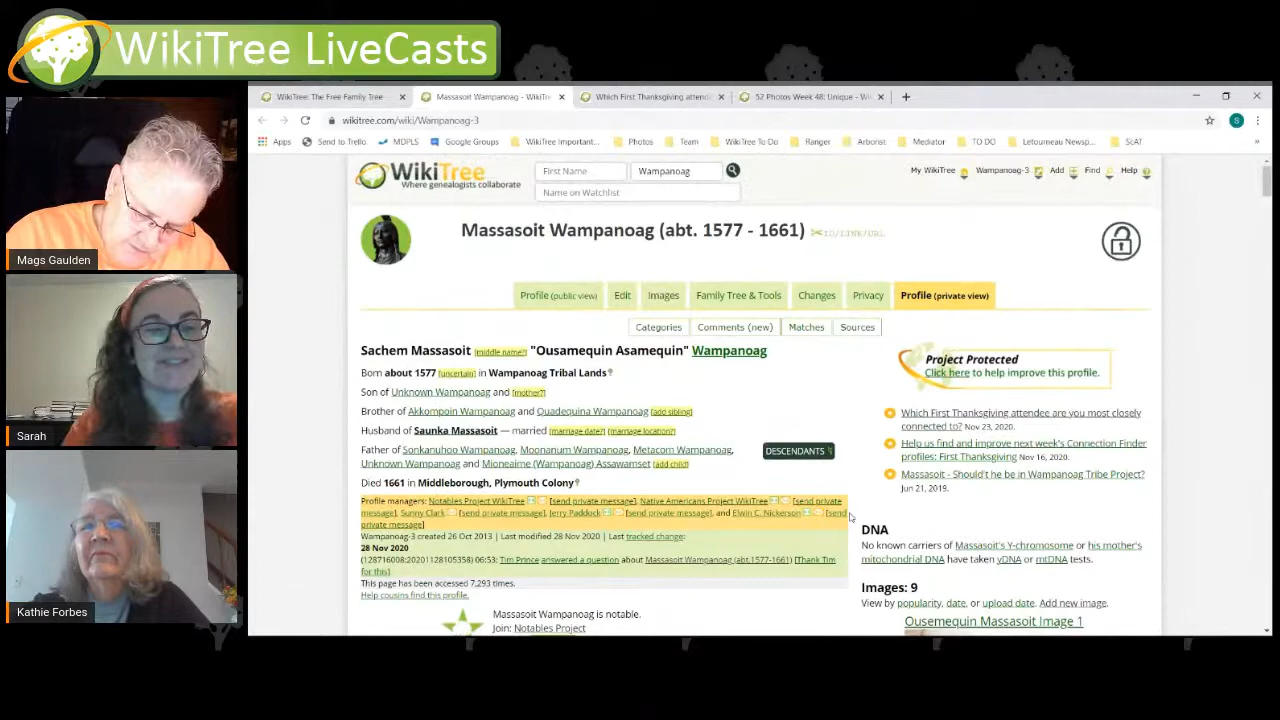 WikiTree LiveCasts
Mags Gaulden
Sarah
Kathie Forbes
WikiTree: The Free Family Tree
Massasoit Wampanoag - WikiTr
Which First Thanksgiving attend
52 Photos Week 48: Unique - Wi
wikitree.com/wiki/Wampanoag-3
S
Apps Send to Trello MDPLS Google Groups WikiTree Important... Photos Team WikiTree To Do Ranger Arborist Mediator TO DO Letourneau Newsp... ScAT
WikiTree
Where genealogists collaborate
First Name Wampanoag
Name on Watchlist
My WikiTree Wampanoag-3 Add Find Help
Massasoit Wampanoag (abt. 1577 - 1661) ID/LINK/URL
Profile (public view) Edit Images Family Tree & Tools Changes Privacy Profile (private view)
Categories Comments (new) Matches Sources
Sachem Massasoit [middle name?] "Ousamequin Asamequin" Wampanoag
Born about 1577 [uncertain] in Wampanoag Tribal Lands
Son of Unknown Wampanoag and [mother?]
Brother of Akkompoin Wampanoag and Quadequina Wampanoag [add sibling]
Husband of Saunka Massasoit — married [marriage date?] [marriage location?]
Father of Sonkanuhoo Wampanoag, Moonanum Wampanoag, Metacom Wampanoag,
Unknown Wampanoag and Mioneairne (Wampanoag) Assawamset [add child]
DESCENDANTS
Died 1661 in Middleborough, Plymouth Colony
Profile managers: Notables Project WikiTree [send private message], Native Americans Project WikiTree [send private
message], Sunny Clark [send private message], Jerry Paddock [send private message], and Elwin C. Nickerson [send
private message]
Wampanoag-3 created 26 Oct 2013 | Last modified 28 Nov 2020 | Last tracked change:
28 Nov 2020
(128716008:20201128105358) 06:53: Tim Prince answered a question about Massasoit Wampanoag (abt.1577-1661) [Thank Tim
for this]
This page has been accessed 7,293 times.
Help cousins find this profile.
Massasoit Wampanoag is notable.
Join: Notables Project
Project Protected
Click here to help improve this profile.
Which First Thanksgiving attendee are you most closely
connected to? Nov 23, 2020.
Help us find and improve next week's Connection Finder
profiles: First Thanksgiving Nov 16, 2020.
Massasoit - Should he be in Wampanoag Tribe Project?
Jun 21, 2019.
DNA
No known carriers of Massasoit's Y-chromosome or his mother's
mitochondrial DNA have taken yDNA or mtDNA tests.
Images: 9
View by popularity, date, or upload date. Add new image.
Ousemequin Massasoit Image 1